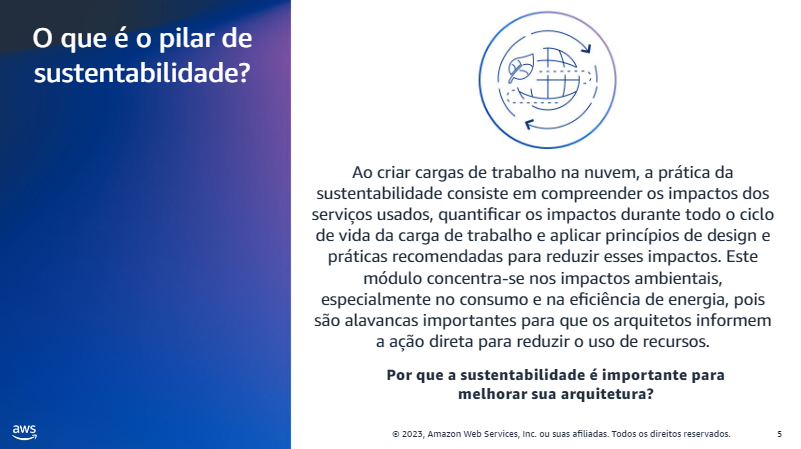 O que é o pilar de
sustentabilidade?
Ao criar cargas de trabalho na nuvem, a prática da
sustentabilidade consiste em compreender os impactos dos
serviços usados, quantificar os impactos durante todo o ciclo
de vida da carga de trabalho e aplicar princípios de design e
práticas recomendadas para reduzir esses impactos. Este
módulo concentra-se nos impactos ambientais,
especialmente no consumo e na eficiência de energia, pois
são alavancas importantes para que os arquitetos informem
a ação direta para reduzir o uso de recursos.
Por que a sustentabilidade é importante para
melhorar sua arquitetura?
aws
© 2023, Amazon Web Services, Inc. ou suas afiliadas. Todos os direitos reservados.
5